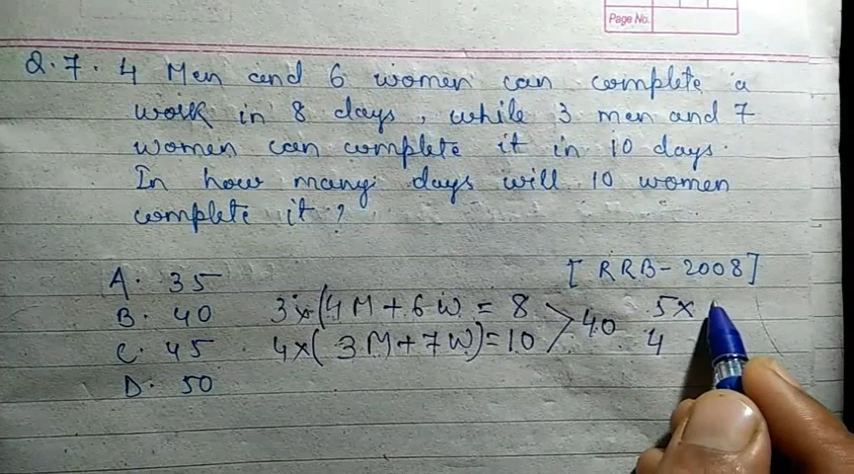 Page No.
Q.7. 4 Men and 6 women can complete a
work in 8 days, while 3 men and 7
women can complete it in 10 days.
In how many days will 10 women
complete it?
[RRB-2008]
A. 35
B. 40
C. 45
D. 50
3×(4M+6W = 8
4×(3M+7W)=10
40
5×
4